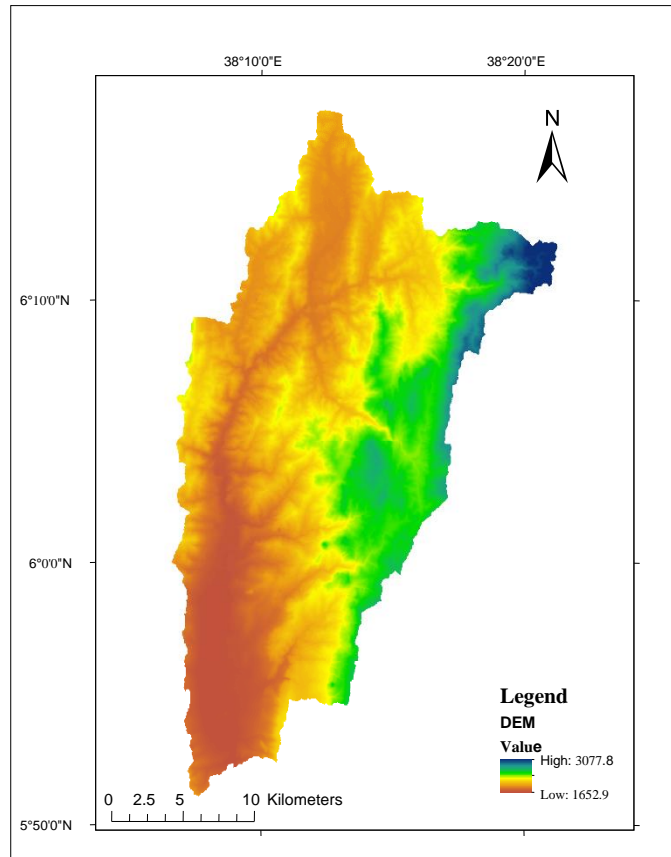 38°10'0"E 38°20'0"E
N
6°10'0"N
6°0'0"N
5°50'0"N
Legend
DEM
Value
High: 3077.8
Low: 1652.9
0 2.5 5 10 Kilometers